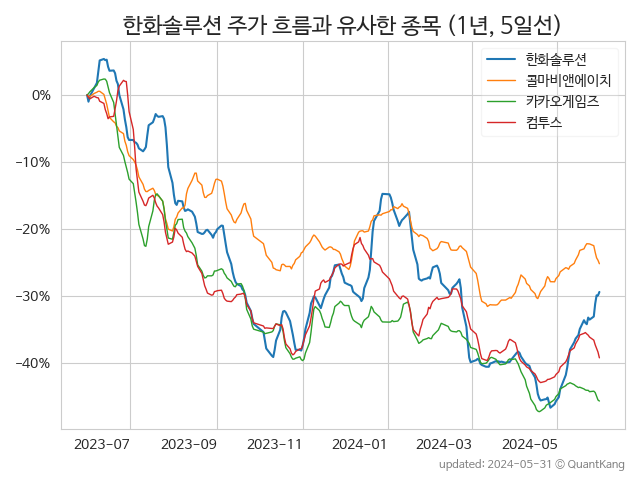 한화솔루션 주가 흐름과 유사한 종목 (1년, 5일선)
한화솔루션
콜마비앤에이치
카카오게임즈
컴투스
0%
−10%
−20%
−30%
−40%
2023-07 2023-09 2023-11 2024-01 2024-03 2024-05
updated: 2024-05-31 © QuantKang